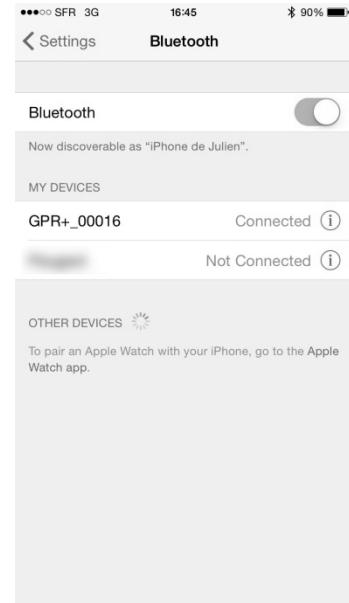 SFR 3G 16:45 90%
Settings Bluetooth
Bluetooth
Now discoverable as “iPhone de Julien”.
MY DEVICES
GPR+_00016 Connected
Not Connected
OTHER DEVICES
To pair an Apple Watch with your iPhone, go to the Apple
Watch app.